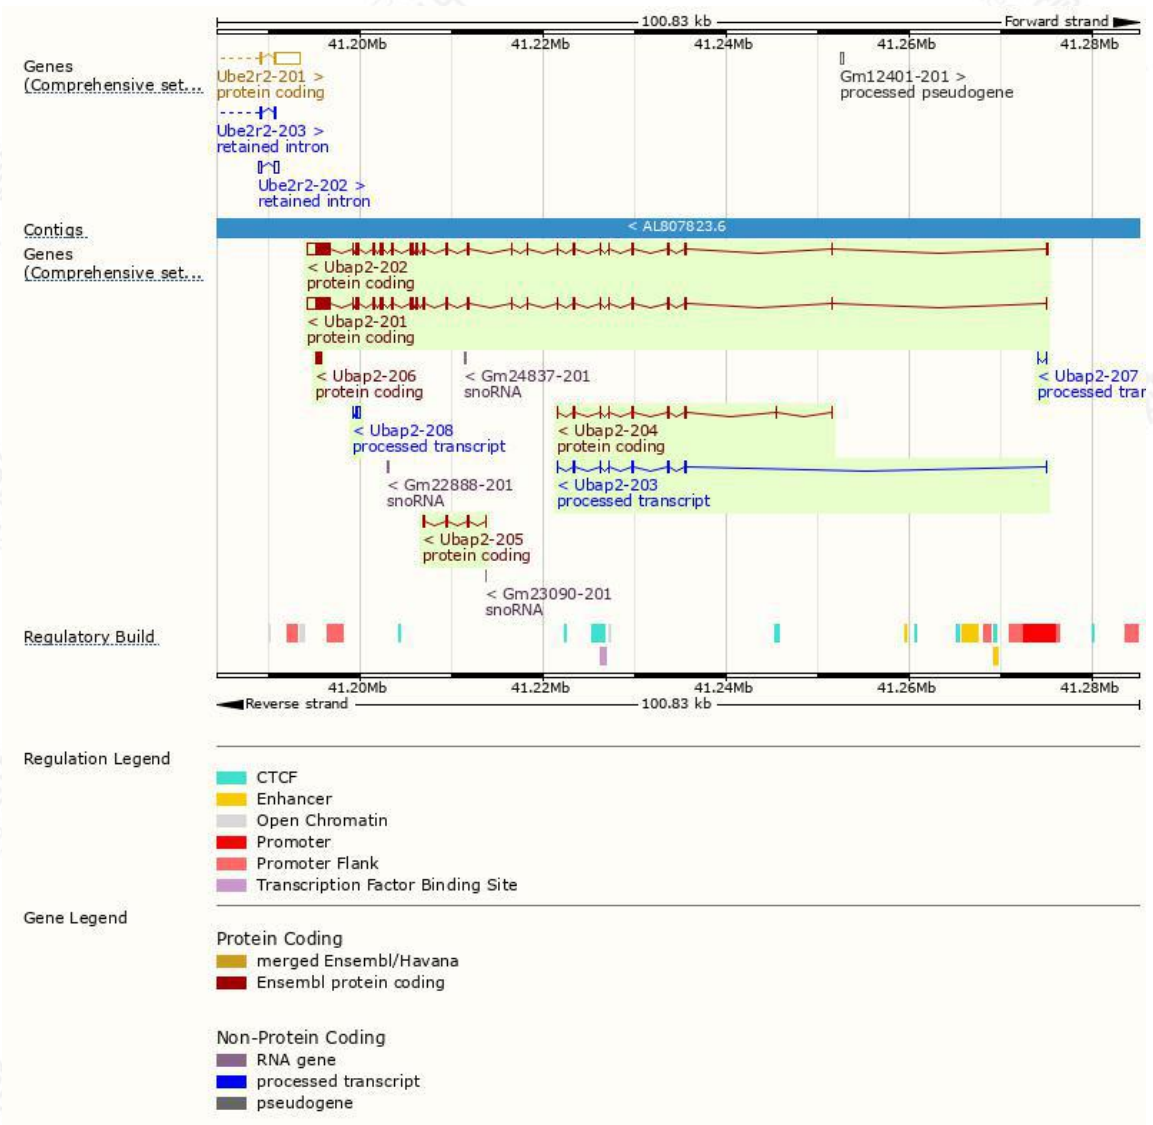 100.83 kb
Forward strand
41.20Mb 41.22Mb 41.24Mb 41.26Mb 41.28Mb
Genes
(Comprehensive set...
Ube2r2-201 >
protein coding
Gm12401-201 >
processed pseudogene
Ube2r2-203 >
retained intron
Ube2r2-202 >
retained intron
Contigs
< AL807823.6
Genes
(Comprehensive set...
< Ubap2-202
protein coding
< Ubap2-201
protein coding
< Ubap2-206
protein coding
< Gm24837-201
snoRNA
< Ubap2-207
processed trar
< Ubap2-208
processed transcript
< Ubap2-204
protein coding
< Gm22888-201
snoRNA
< Ubap2-203
processed transcript
< Ubap2-205
protein coding
< Gm23090-201
snoRNA
Regulatory Build
41.20Mb 41.22Mb 41.24Mb 41.26Mb 41.28Mb
Reverse strand
100.83 kb
Regulation Legend
CTCF
Enhancer
Open Chromatin
Promoter
Promoter Flank
Transcription Factor Binding Site
Gene Legend
Protein Coding
merged Ensembl/Havana
Ensembl protein coding
Non-Protein Coding
RNA gene
processed transcript
pseudogene